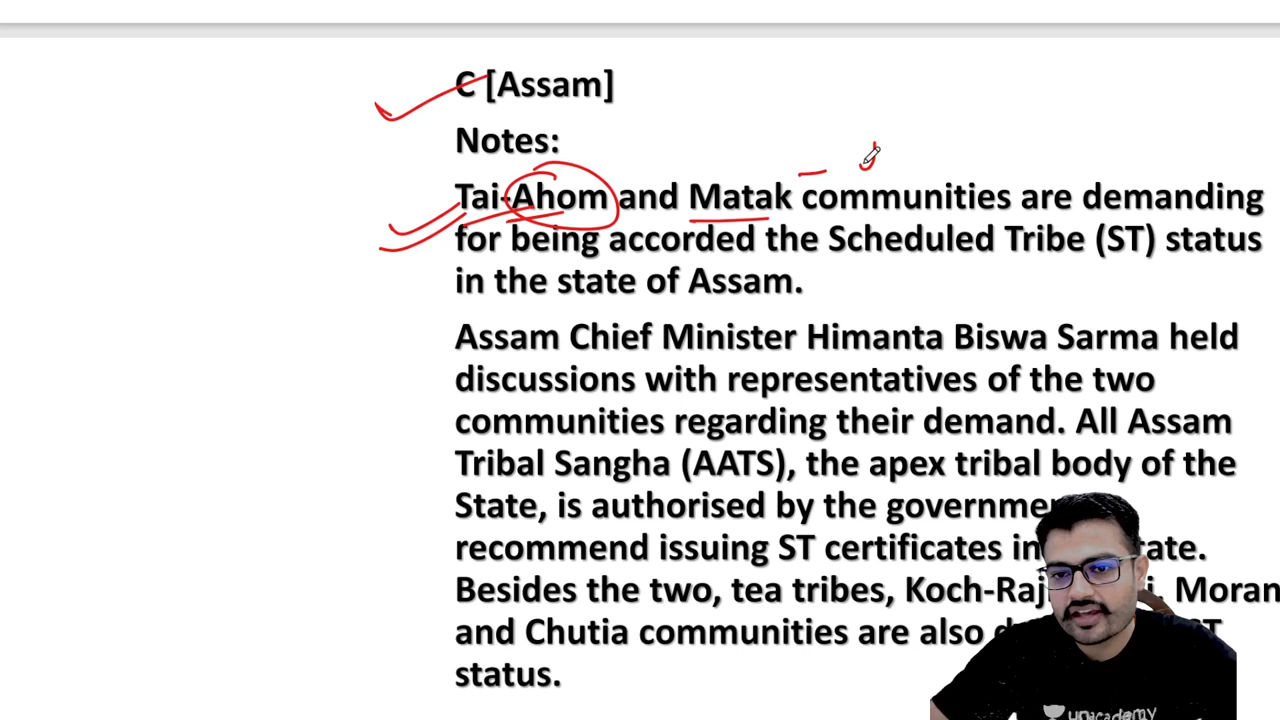 C [Assam]
Notes:
Tai-Ahom and Matak communities are demanding
for being accorded the Scheduled Tribe (ST) status
in the state of Assam.
Assam Chief Minister Himanta Biswa Sarma held
discussions with representatives of the two
communities regarding their demand. All Assam
Tribal Sangha (AATS), the apex tribal body of the
State, is authorised by the
recommend issuing ST certificates in
Besides the two, tea tribes, Moran
and Chutia communities are also
status.
unacademy